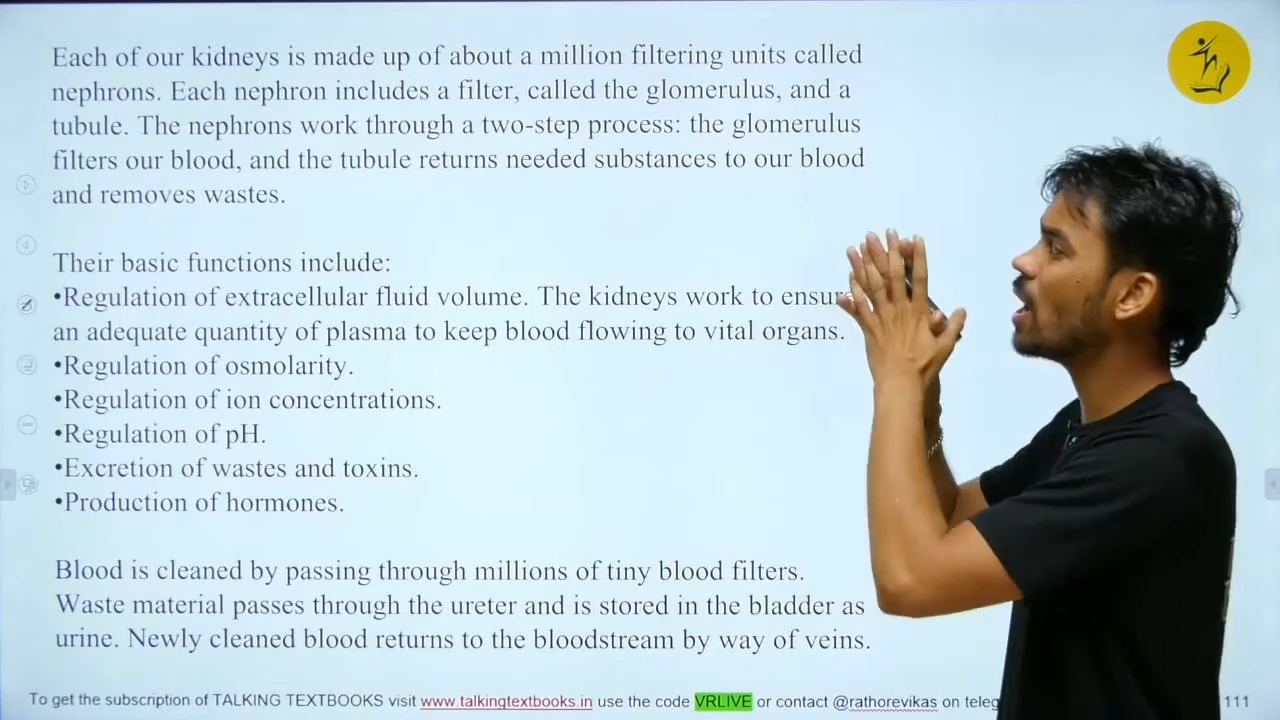 Each of our kidneys is made up of about a million filtering units called
nephrons. Each nephron includes a filter, called the glomerulus, and a
tubule. The nephrons work through a two-step process: the glomerulus
filters our blood, and the tubule returns needed substances to our blood
and removes wastes.
Their basic functions include:
•Regulation of extracellular fluid volume. The kidneys work to ensure
an adequate quantity of plasma to keep blood flowing to vital organs.
•Regulation of osmolarity.
•Regulation of ion concentrations.
•Regulation of pH.
•Excretion of wastes and toxins.
•Production of hormones.
Blood is cleaned by passing through millions of tiny blood filters.
Waste material passes through the ureter and is stored in the bladder as
urine. Newly cleaned blood returns to the bloodstream by way of veins.
To get the subscription of TALKING TEXTBOOKS visit www.talkingtextbooks.in use the code VRLIVE or contact @rathorevikas on 111